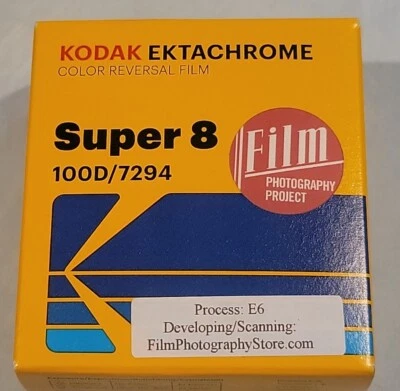 KODAK EKTACHROME
COLOR REVERSAL FILM
Super 8
100D/7294
Film
PHOTOGRAPHY
PROJECT
Process: E6
Developing/Scanning:
FilmPhotographyStore.com